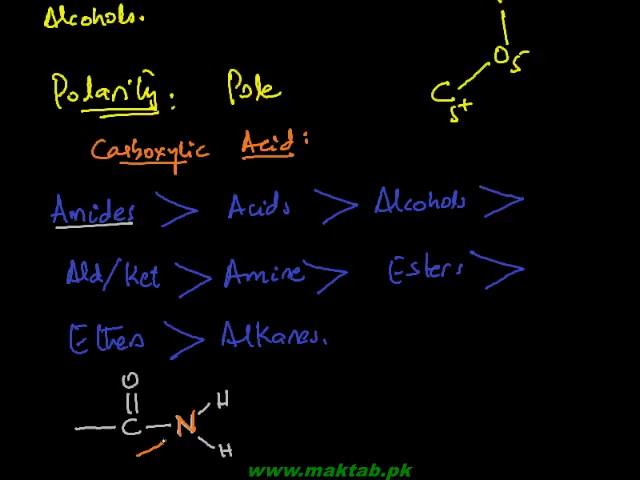 Alcohols.
O δ-
Polarity: Pole
C δ+
Carboxylic Acid:
Amides > Acids > Alcohols >
Ald/Ket > Amine > Esters >
Ethers > Alkanes.
O
H
C N
H
www.maktab.pk